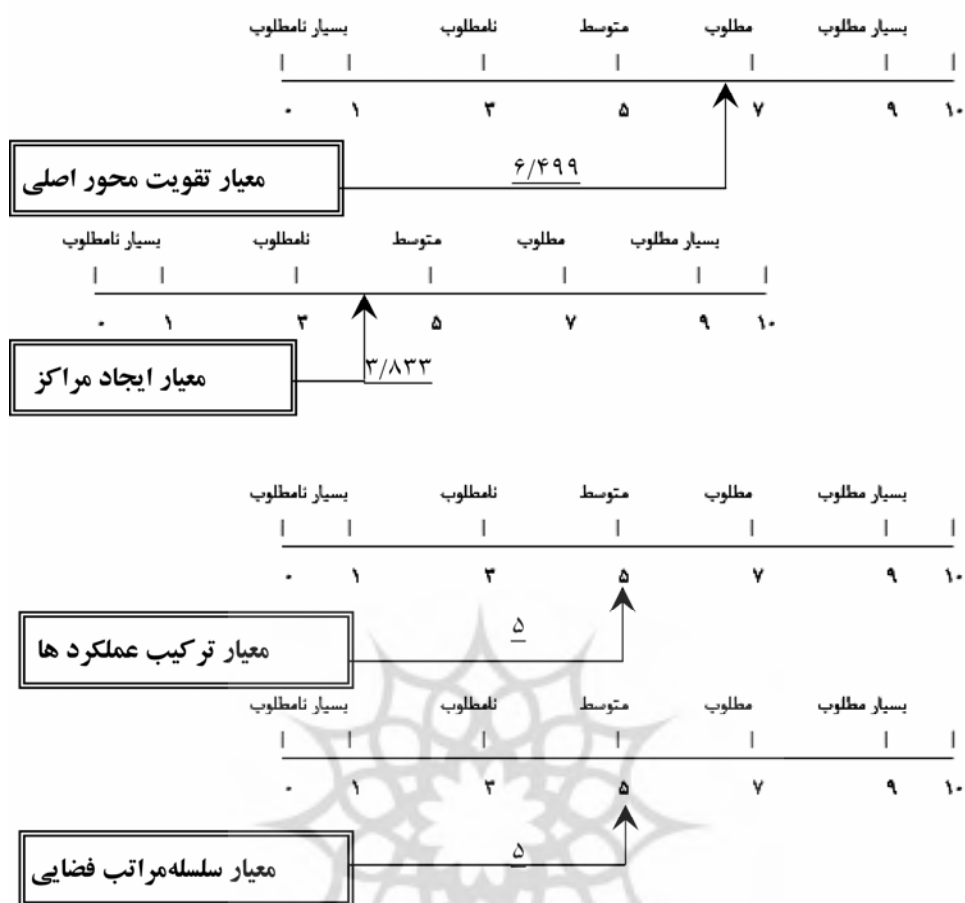 بسیار نامطلوب نامطلوب متوسط مطلوب بسیار مطلوب
۰ ۱ ۳ ۵ ۷ ۹ ۱۰
معیار تقویت محور اصلی
۶/۴۹۹
بسیار نامطلوب نامطلوب متوسط مطلوب بسیار مطلوب
۰ ۱ ۳ ۵ ۷ ۹ ۱۰
معیار ایجاد مراکز
۳/۸۳۳
بسیار نامطلوب نامطلوب متوسط مطلوب بسیار مطلوب
۰ ۱ ۳ ۵ ۷ ۹ ۱۰
معیار ترکیب عملکرد ها
۵
بسیار نامطلوب نامطلوب متوسط مطلوب بسیار مطلوب
۰ ۱ ۳ ۵ ۷ ۹ ۱۰
معیار سلسله‌مراتب فضایی
۵